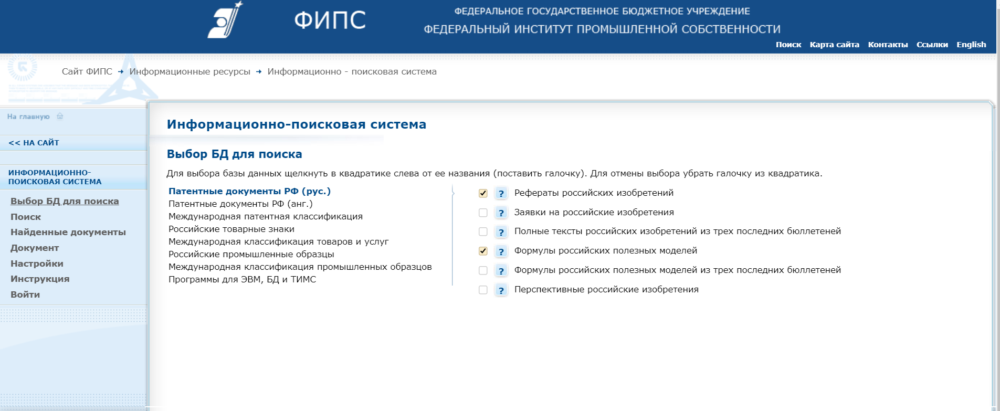 ФИПС
ФЕДЕРАЛЬНОЕ ГОСУДАРСТВЕННОЕ БЮДЖЕТНОЕ УЧРЕЖДЕНИЕ
ФЕДЕРАЛЬНЫЙ ИНСТИТУТ ПРОМЫШЛЕННОЙ СОБСТВЕННОСТИ
Поиск Карта сайта Контакты Ссылки English
Сайт ФИПС Информационные ресурсы Информационно - поисковая система
На главную
<< НА САЙТ
ИНФОРМАЦИОННО-
ПОИСКОВАЯ СИСТЕМА
Выбор БД для поиска
Поиск
Найденные документы
Документ
Настройки
Инструкция
Войти
Информационно-поисковая система
Выбор БД для поиска
Для выбора базы данных щелкнуть в квадратике слева от ее названия (поставить галочку). Для отмены выбора убрать галочку из квадратика.
Патентные документы РФ (рус.)
Патентные документы РФ (анг.)
Международная патентная классификация
Российские товарные знаки
Международная классификация товаров и услуг
Российские промышленные образцы
Международная классификация промышленных образцов
Программы для ЭВМ, БД и ТИМС
? Рефераты российских изобретений
? Заявки на российские изобретения
? Полные тексты российских изобретений из трех последних бюллетеней
? Формулы российских полезных моделей
? Формулы российских полезных моделей из трех последних бюллетеней
? Перспективные российские изобретения